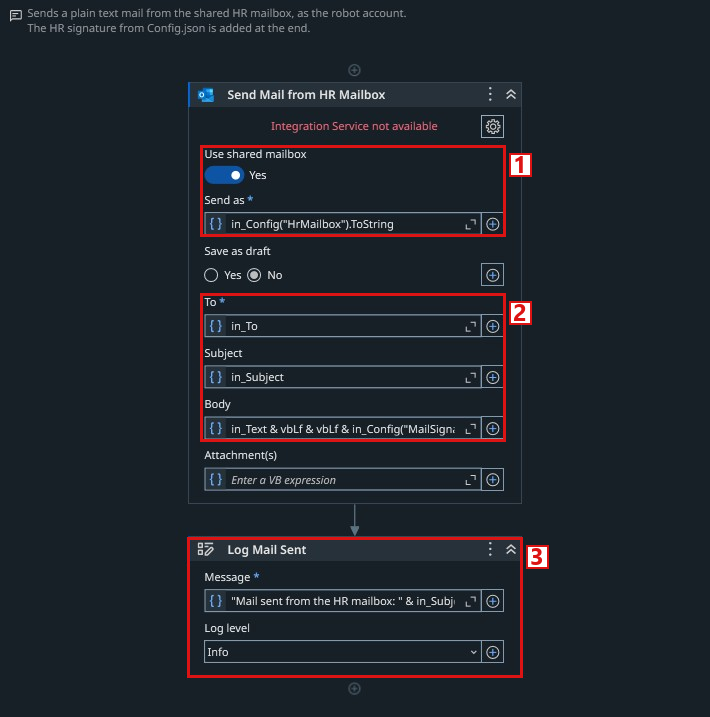 Sends a plain text mail from the shared HR mailbox, as the robot account.
The HR signature from Config.json is added at the end.
Send Mail from HR Mailbox
Integration Service not available
Use shared mailbox
1
Yes
Send as *
in_Config("HrMailbox").ToString
Save as draft
Yes No
To *
2
in_To
Subject
in_Subject
Body
in_Text & vbLf & vbLf & in_Config("MailSigna
Attachment(s)
Enter a VB expression
Log Mail Sent
3
Message *
"Mail sent from the HR mailbox: " & in_Subj
Log level
Info